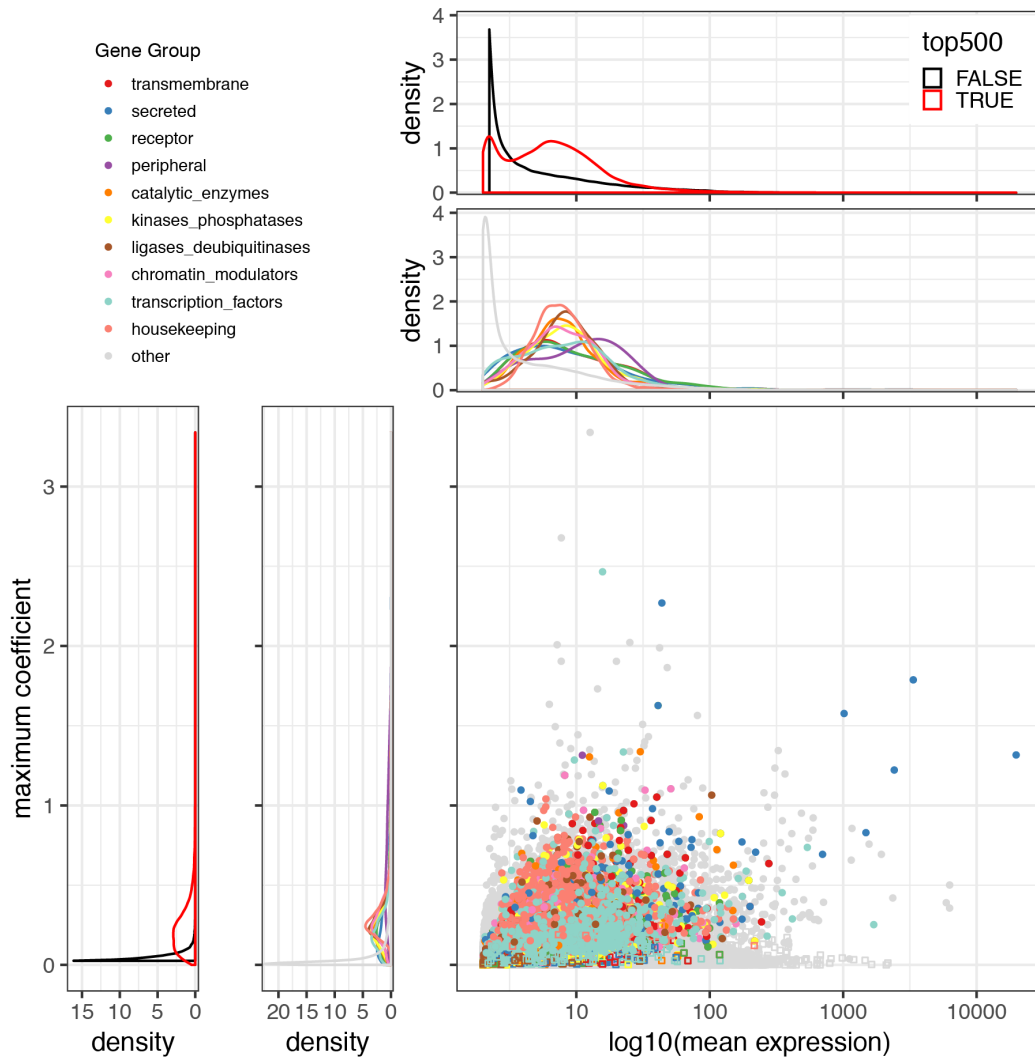 Gene Group
transmembrane
secreted
receptor
peripheral
catalytic_enzymes
kinases_phosphatases
ligases_deubiquitinases
chromatin_modulators
transcription_factors
housekeeping
other
density
4
3
2
1
0
top500
FALSE
TRUE
density
4
3
2
1
0
maximum coefficient
3
2
1
0
15 10 5 0
density
20 15 10 5 0
density
10 100 1000 10000
log10(mean expression)